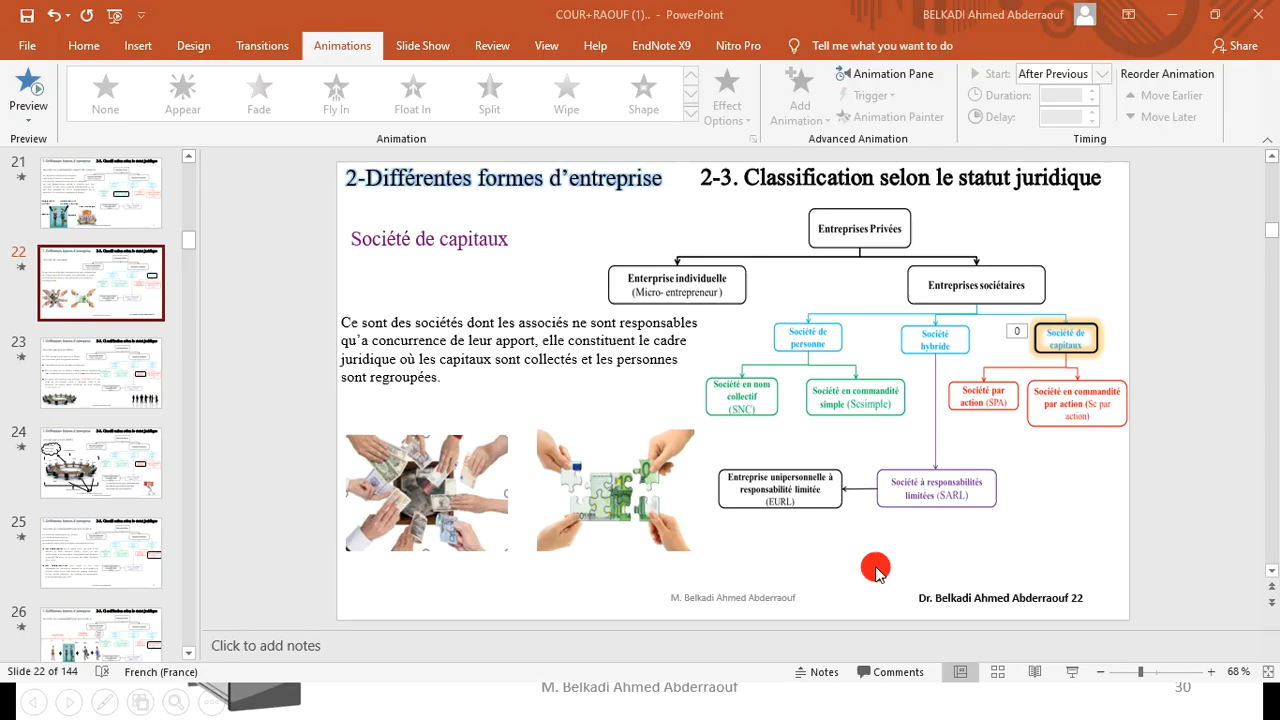 COUR+RAOUF (1).. - PowerPoint
BELKADI Ahmed Abderraouf
File
Home
Insert
Design
Transitions
Animations
Slide Show
Review
View
Help
EndNote X9
Nitro Pro
Tell me what you want to do
Share
Preview
None
Appear
Fade
Fly In
Float In
Split
Wipe
Shape
Effect
Options
Add
Animation
Animation Pane
Trigger
Animation Painter
Start:
After Previous
Duration:
Delay:
Reorder Animation
Move Earlier
Move Later
Preview
Animation
Advanced Animation
Timing
21
22
23
24
25
26
2-Différentes formes d'entreprise
2-3. Classification selon le statut juridique
Société de capitaux
Ce sont des sociétés dont les associés ne sont responsables
qu'a concurrence de leur apport, elle constituent le cadre
juridique où les capitaux sont collectés et les personnes
sont regroupées.
Entreprises Privées
Enterprise individuelle
(Micro- entrepreneur )
Entreprises sociétaires
Société de
personne
Société
hybride
0
Société de
capitaux
Société en nom
collectif
(SNC)
Société en commandité
simple (Scsimple)
Société par
action (SPA)
Société en commandité
par action (Sc par
action)
Entreprise unipersonnelle à
responsabilité limitée
(EURL)
Société à responsabilités
limitées (SARL)
M. Belkadi Ahmed Abderraouf
Dr. Belkadi Ahmed Abderraouf 22
Click to add notes
Slide 22 of 144
French (France)
Notes
Comments
68 %
M. Belkadi Ahmed Abderraouf
30